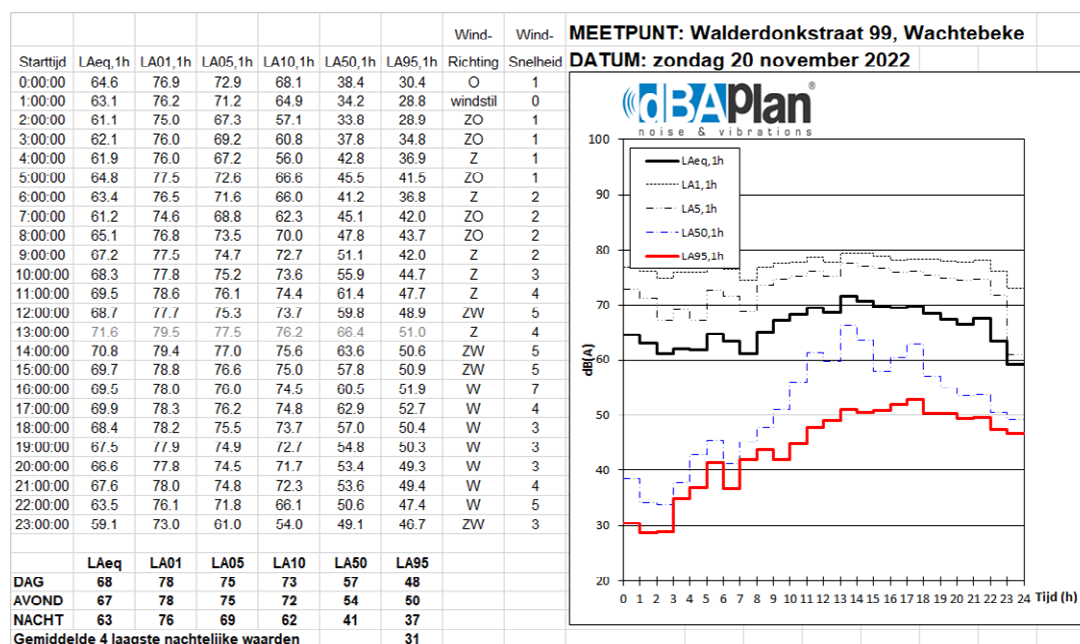 Wind- Wind- MEETPUNT: Walderdonkstraat 99, Wachtebeke
Starttijd LAeq,1h LA01,1h LA05,1h LA10,1h LA50,1h LA95,1h Richting Snelheid DATUM: zondag 20 november 2022
0:00:00 64.6 76.9 72.9 68.1 38.4 30.4 O 1
1:00:00 63.1 76.2 71.2 64.9 34.2 28.8 windstil 0
2:00:00 61.1 75.0 67.3 57.1 33.8 28.9 ZO 1
3:00:00 62.1 76.0 69.2 60.8 37.8 34.8 ZO 1
4:00:00 61.9 76.0 67.2 56.0 42.8 36.9 Z 1
5:00:00 64.8 77.5 72.6 66.6 45.5 41.5 ZO 1
6:00:00 63.4 76.5 71.6 66.0 41.2 36.8 Z 2
7:00:00 61.2 74.6 68.8 62.3 45.1 42.0 ZO 2
8:00:00 65.1 76.8 73.5 70.0 47.8 43.7 ZO 2
9:00:00 67.2 77.5 74.7 72.7 51.1 42.0 Z 2
10:00:00 68.3 77.8 75.2 73.6 55.9 44.7 Z 3
11:00:00 69.5 78.6 76.1 74.4 61.4 47.7 Z 4
12:00:00 68.7 77.7 75.3 73.7 59.8 48.9 ZW 5
13:00:00 71.6 79.5 77.5 76.2 66.4 51.0 Z 4
14:00:00 70.8 79.4 77.0 75.6 63.6 50.6 ZW 5
15:00:00 69.7 78.8 76.6 75.0 57.8 50.9 ZW 5
16:00:00 69.5 78.0 76.0 74.5 60.5 51.9 W 7
17:00:00 69.9 78.3 76.2 74.8 62.9 52.7 W 4
18:00:00 68.4 78.2 75.5 73.7 57.0 50.4 W 3
19:00:00 67.5 77.9 74.9 72.7 54.8 50.3 W 3
20:00:00 66.6 77.8 74.5 71.7 53.4 49.3 W 3
21:00:00 67.6 78.0 74.8 72.3 53.6 49.4 W 4
22:00:00 63.5 76.1 71.8 66.1 50.6 47.4 W 5
23:00:00 59.1 73.0 61.0 54.0 49.1 46.7 ZW 3
LAeq LA01 LA05 LA10 LA50 LA95
DAG 68 78 75 73 57 48
AVOND 67 78 75 72 54 50
NACHT 63 76 69 62 41 37
Gemiddelde 4 laagste nachtelijke waarden 31
dBAPlan®
noise & vibrations
LAeq,1h
LA1,1h
LA5,1h
LA50,1h
LA95,1h
100
90
80
70
60
50
40
30
20
dB(A)
0 1 2 3 4 5 6 7 8 9 10 11 12 13 14 15 16 17 18 19 20 21 22 23 24 Tijd (h)